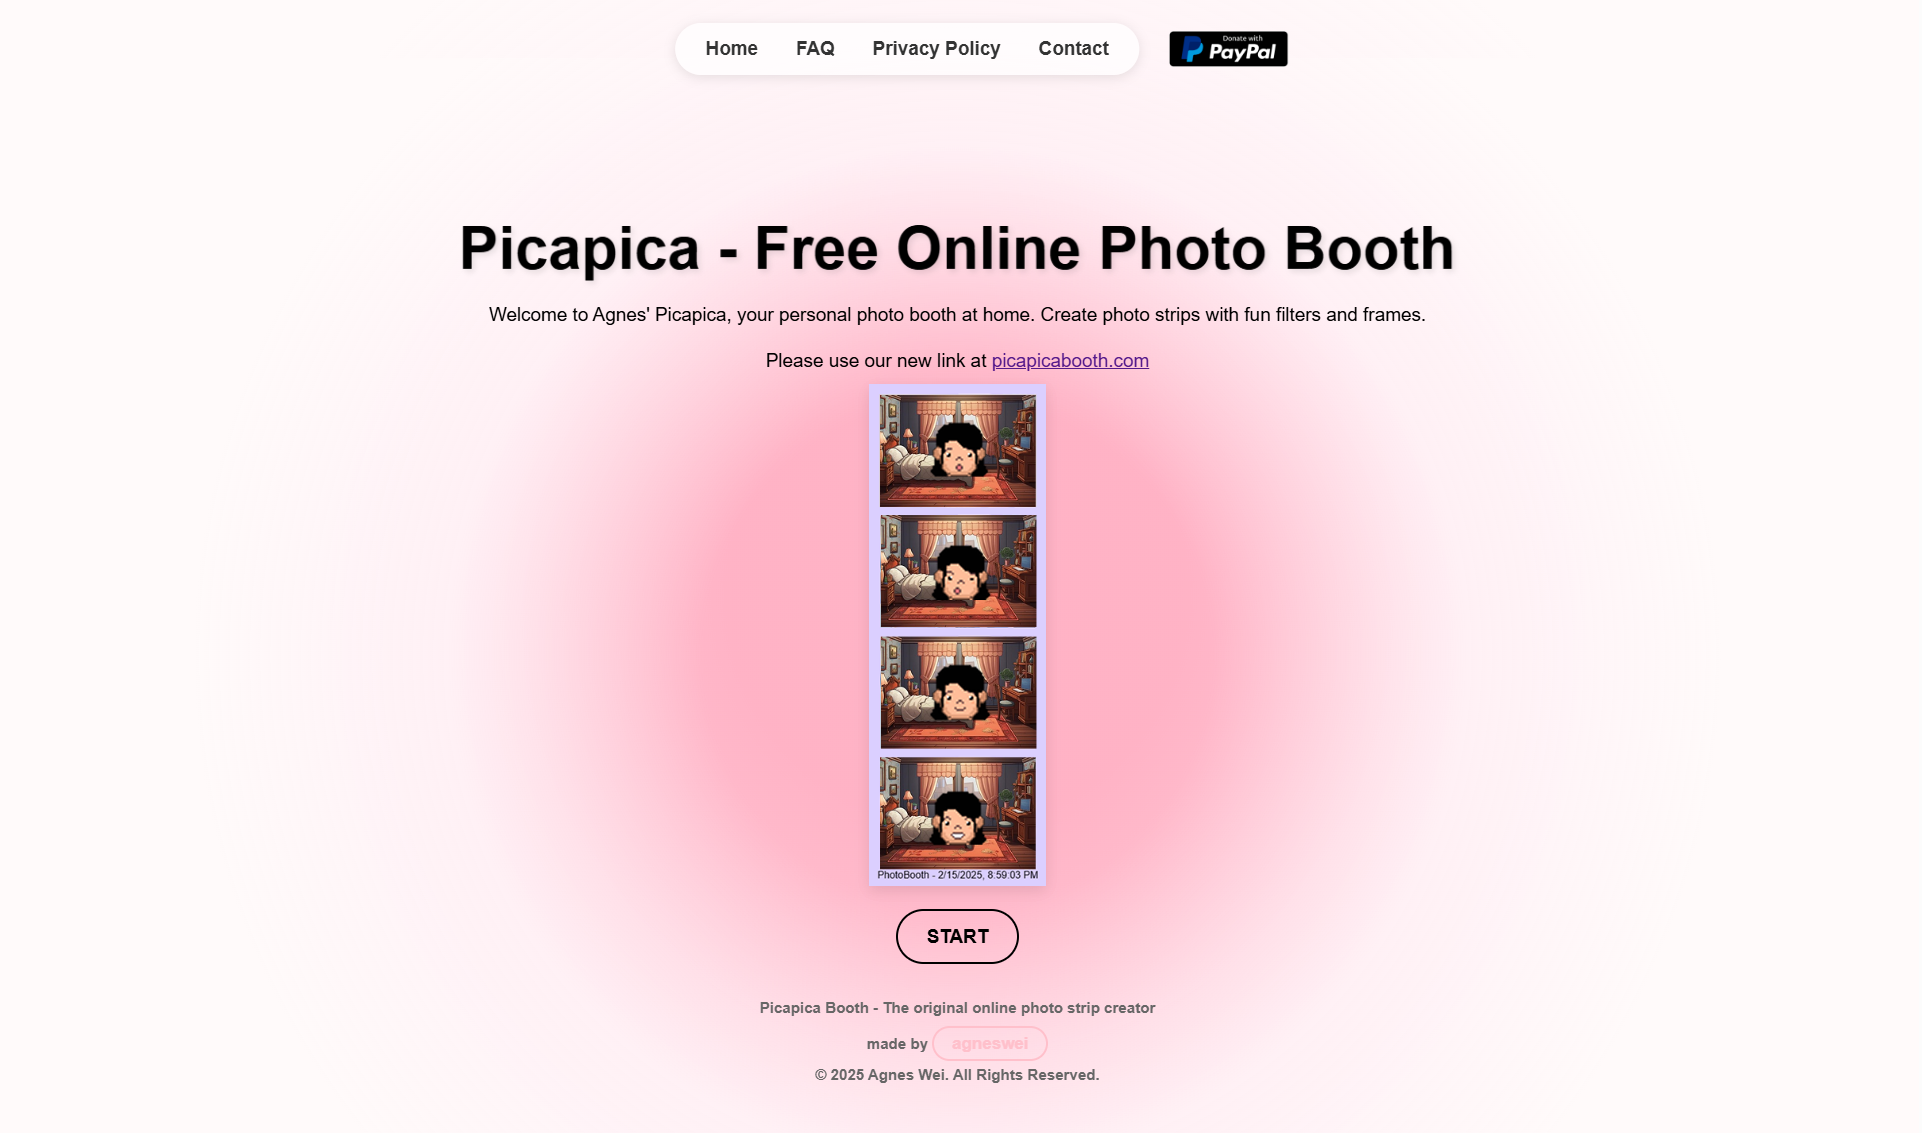 Home FAQ Privacy Policy Contact
Donate with
PayPal
Picapica - Free Online Photo Booth
Welcome to Agnes' Picapica, your personal photo booth at home. Create photo strips with fun filters and frames.
Please use our new link at picapicabooth.com
PhotoBooth - 2/15/2025, 8:59:03 PM
START
Picapica Booth - The original online photo strip creator
made by agneswei
© 2025 Agnes Wei. All Rights Reserved.